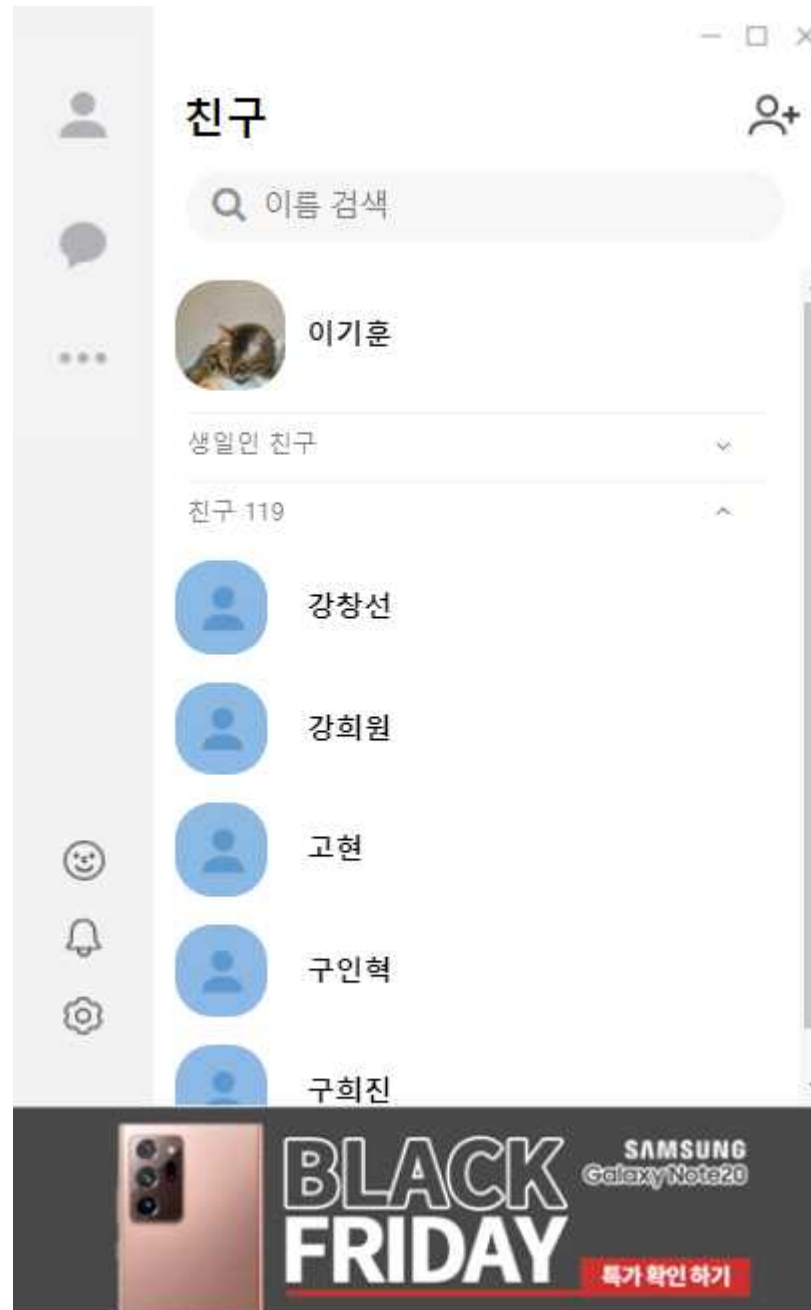 친구
이름 검색
이기훈
생일인 친구
친구 119
강창선
강희원
고현
구인혁
구희진
BLACK
FRIDAY
SAMSUNG
Galaxy Note20
특가 확인 하기